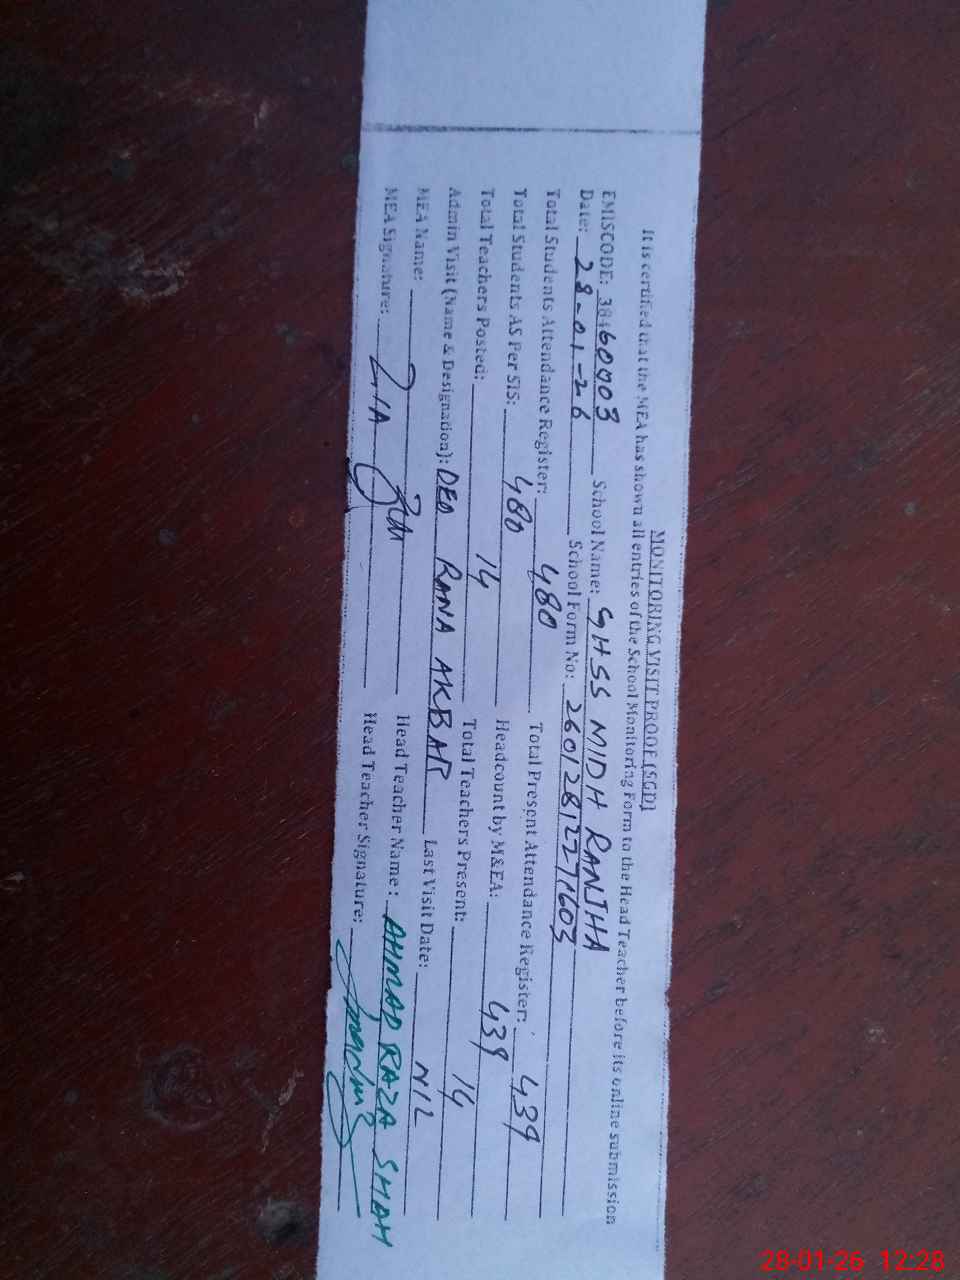 MONITORING VISIT PROOF (SGD)
It is certified that the MEA has shown all entries of the School Monitoring Form to the Head Teacher before its online submission
EMISCODE: 38460003 School Name: GHSS MIDH RANJHA
Date: 28-01-26 School Form No: 26012812271603
Total Students Attendance Register: 480 Total Present Attendance Register: 439
Total Students AS Per SIS: 480 Headcount by M&EA: 439
Total Teachers Posted: 14 Total Teachers Present: 14
Admin Visit (Name & Designation): DEO RANA AKBAR Last Visit Date: NIL
MEA Name: ZIA Head Teacher Name: AHMAD RAZA SHAH
MEA Signature: Head Teacher Signature:
28-01-26 12:28